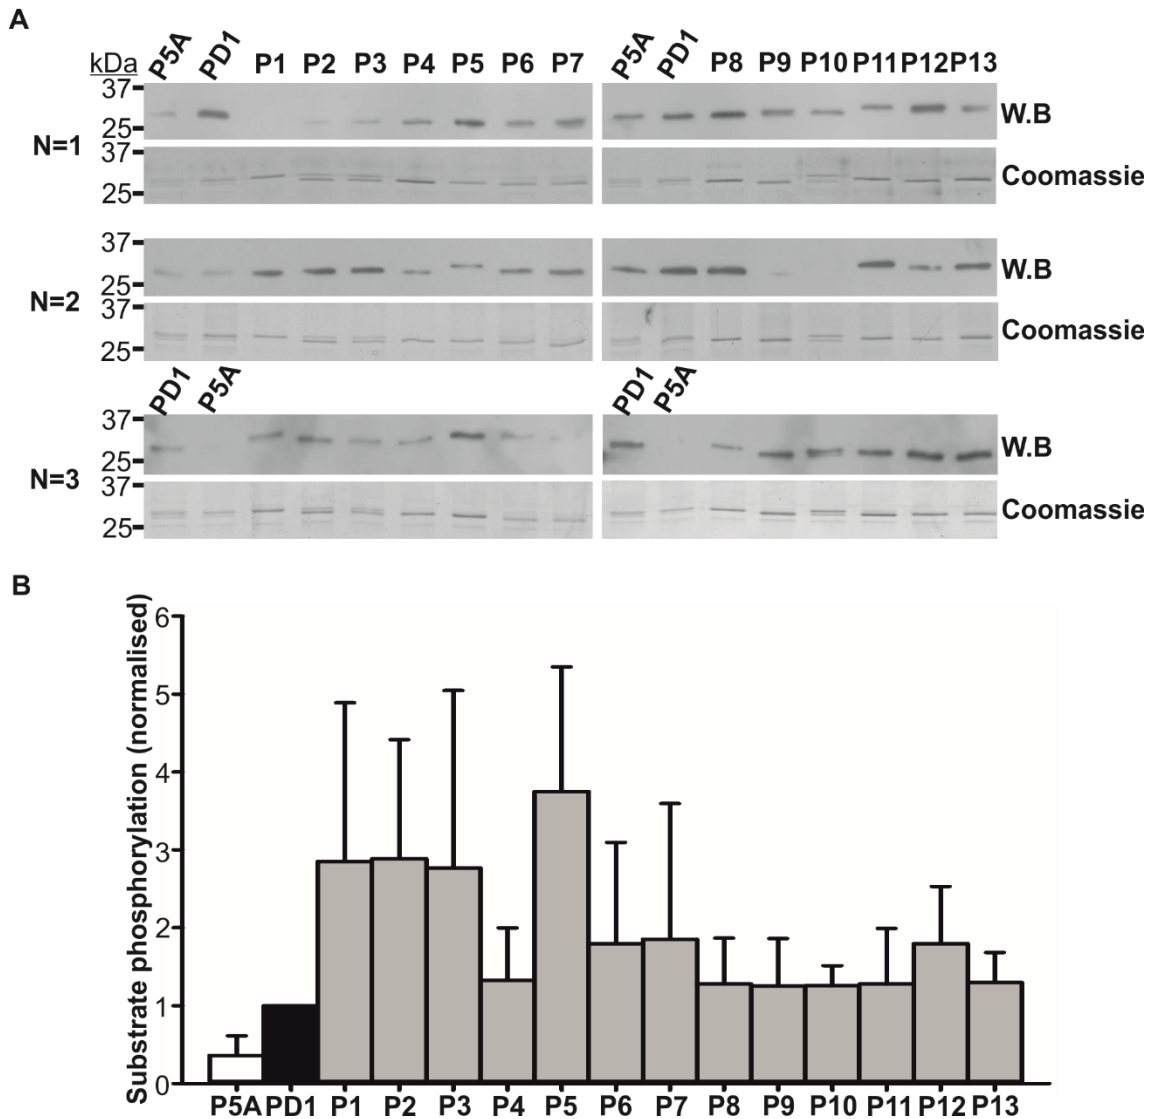 A
kDa P5A PD1 P1 P2 P3 P4 P5 P6 P7 P5A PD1 P8 P9 P10 P11 P12 P13
37
25
W.B
N=1
37
25
Coomassie
37
25
W.B
N=2
37
25
Coomassie
PD1 P5A PD1 P5A
37
25
W.B
N=3
37
25
Coomassie
B
Substrate phosphorylation (normalised)
6
5
4
3
2
1
0
P5A PD1 P1 P2 P3 P4 P5 P6 P7 P8 P9 P10 P11 P12 P13